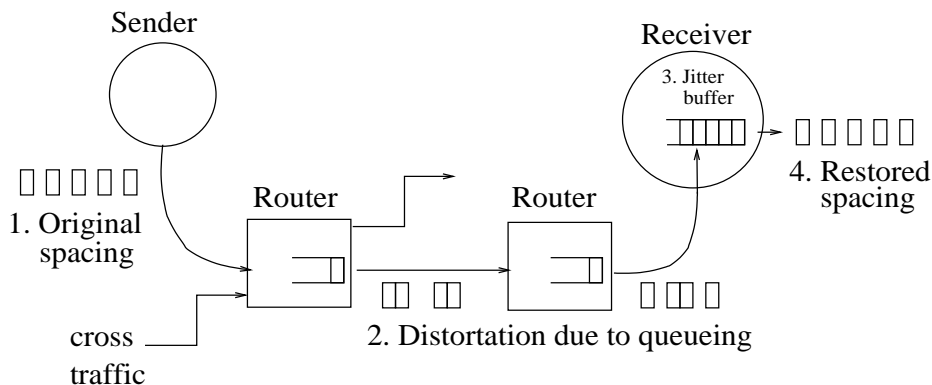 Sender
Receiver
3. Jitter
buffer
4. Restored
spacing
1. Original
spacing
Router
Router
2. Distortation due to queueing
cross
traffic